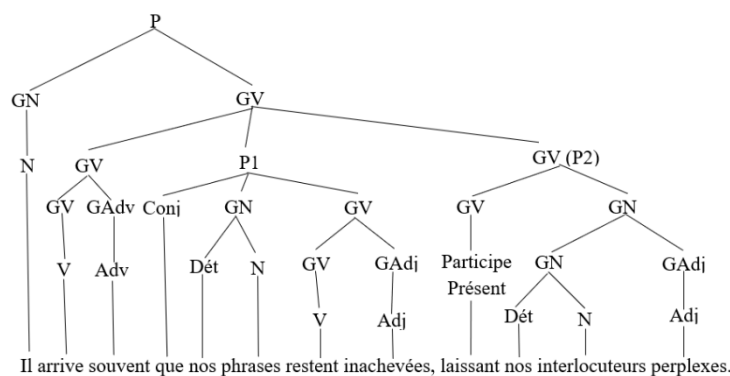 P
GN GV
N GV P1 GV (P2)
GV GAdv Conj GN GV GV GN
V Adv Dét N GV GAdj Participe Présent GN GAdj
V Adj Dét N Adj
Il arrive souvent que nos phrases restent inachevées, laissant nos interlocuteurs perplexes.